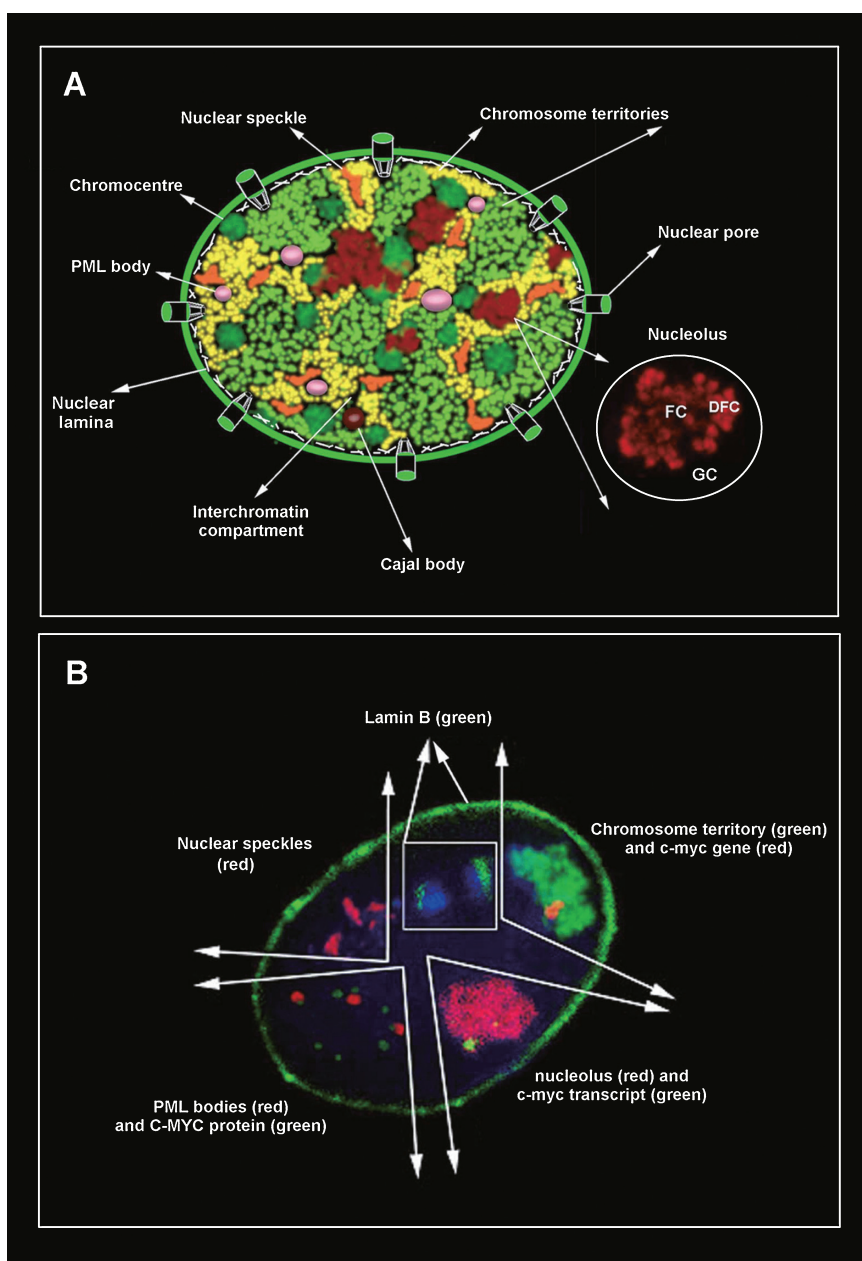 A
Nuclear speckle
Chromosome territories
Chromocentre
Nuclear pore
PML body
Nucleolus
FC
DFC
GC
Nuclear
lamina
Interchromatin
compartment
Cajal body
B
Lamin B (green)
Nuclear speckles
(red)
Chromosome territory (green)
and c-myc gene (red)
nucleolus (red) and
c-myc transcript (green)
PML bodies (red)
and C-MYC protein (green)